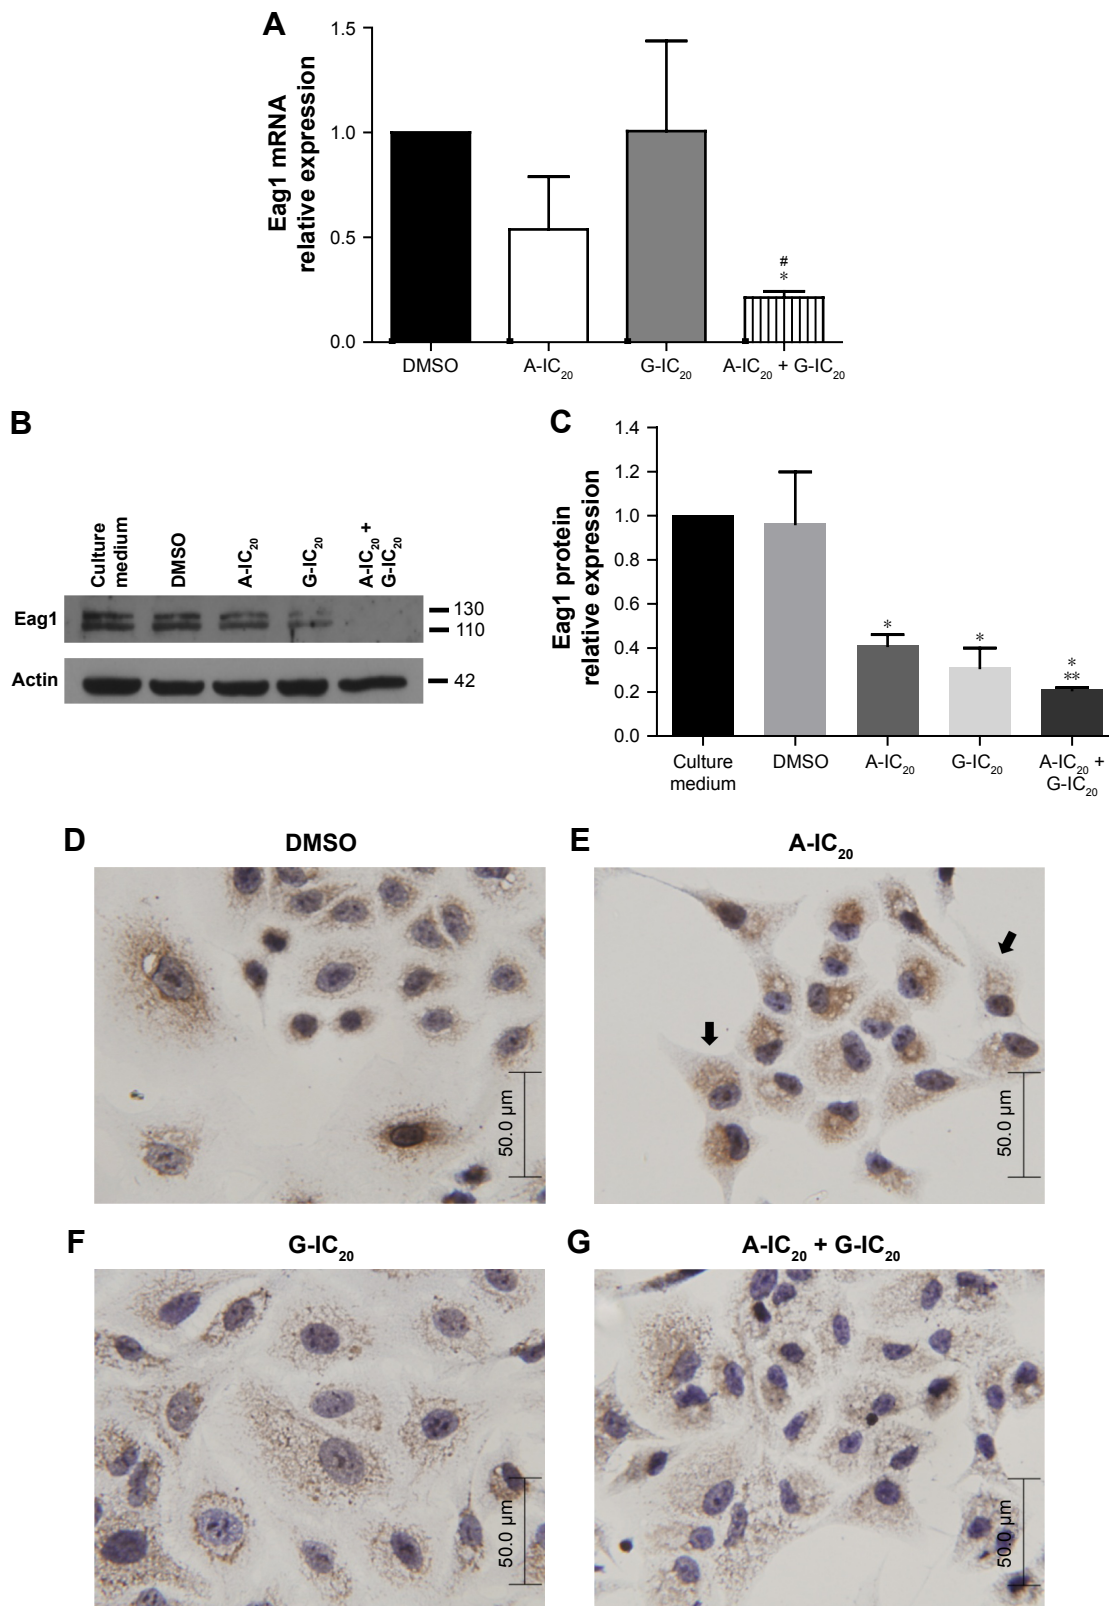 A
Eag1 mRNA
relative expression
1.5
1.0
0.5
0.0
#
*
DMSO
A-IC20
G-IC20
A-IC20 + G-IC20
B
Culture
medium
DMSO
A-IC20
G-IC20
A-IC20 +
G-IC20
Eag1
130
110
Actin
42
C
Eag1 protein
relative expression
1.4
1.2
1.0
0.8
0.6
0.4
0.2
0.0
*
*
*
**
Culture
medium
DMSO
A-IC20
G-IC20
A-IC20 +
G-IC20
D
DMSO
50.0 µm
E
A-IC20
50.0 µm
F
G-IC20
50.0 µm
G
A-IC20 + G-IC20
50.0 µm